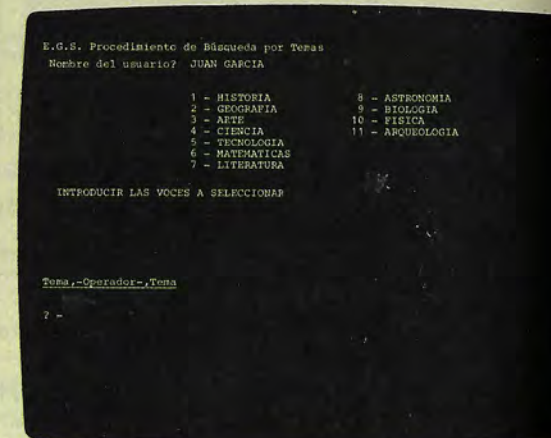 E.G.S. Procedimiento de Búsqueda por Temas
Nombre del usuario? JUAN GARCIA
1 - HISTORIA 8 - ASTRONOMIA
2 - GEOGRAFIA 9 - BIOLOGIA
3 - ARTE 10 - FISICA
4 - CIENCIA 11 - ARQUEOLOGIA
5 - TECNOLOGIA
6 - MATEMATICAS
7 - LITERATURA
INTRODUCIR LAS VOCES A SELECCIONAR
Tema,-Operador-,Tema
? -